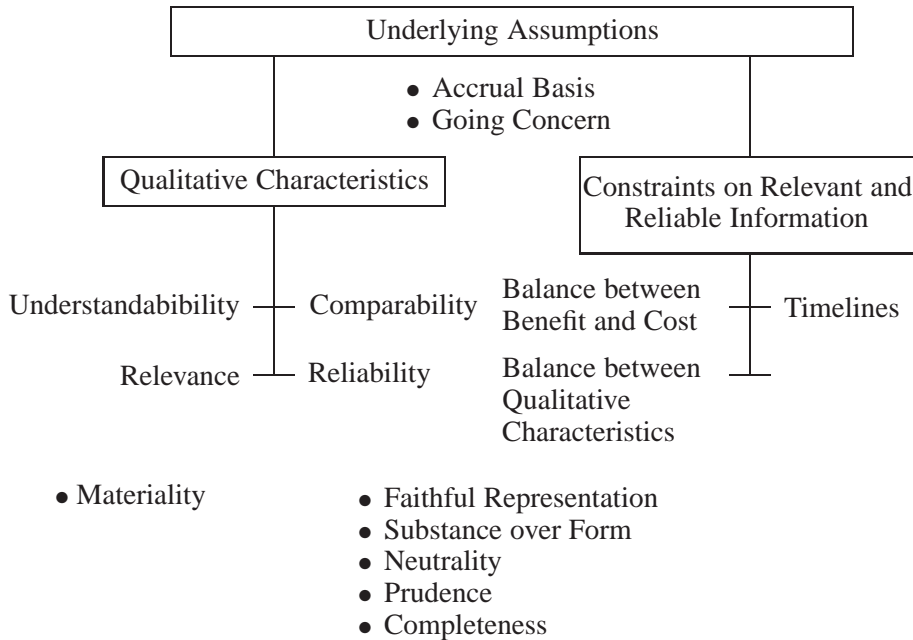 Underlying Assumptions
• Accrual Basis
• Going Concern
Qualitative Characteristics
Constraints on Relevant and
Reliable Information
Understandabibility
Comparability
Relevance
Reliability
Balance between
Benefit and Cost
Timelines
Balance between
Qualitative
Characteristics
• Materiality
• Faithful Representation
• Substance over Form
• Neutrality
• Prudence
• Completeness